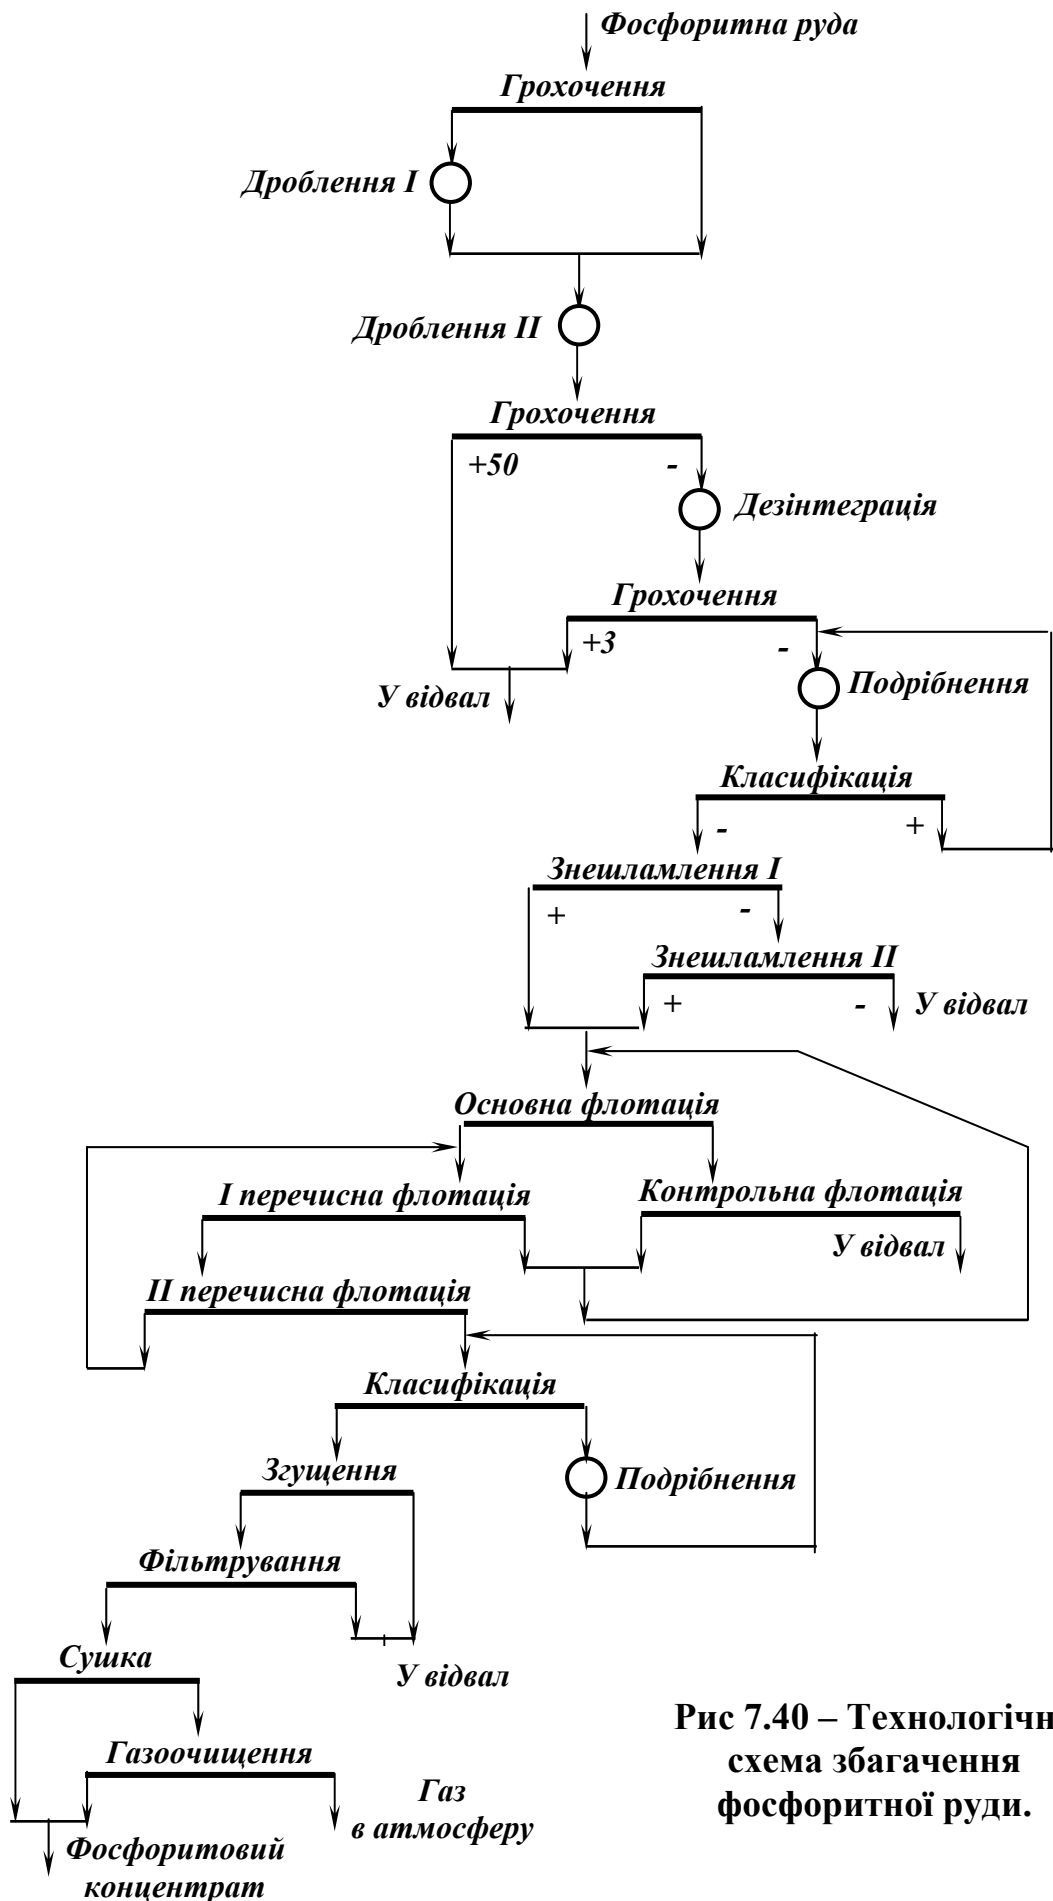 Фосфоритна руда
Грохочення
Дроблення I
Дроблення II
Грохочення
+50 -
Дезінтеграція
Грохочення
+3 -
У відвал
Подрібнення
Класифікація
- +
Знешламлення I
+ -
Знешламлення II
+ - У відвал
Основна флотація
I перечисна флотація
Контрольна флотація
У відвал
II перечисна флотація
Класифікація
Згущення
Подрібнення
Фільтрування
Сушка
У відвал
Газоочищення
Газ
в атмосферу
Фосфоритовий
концентрат
Рис 7.40 – Технологічн
схема збагачення
фосфоритної руди.